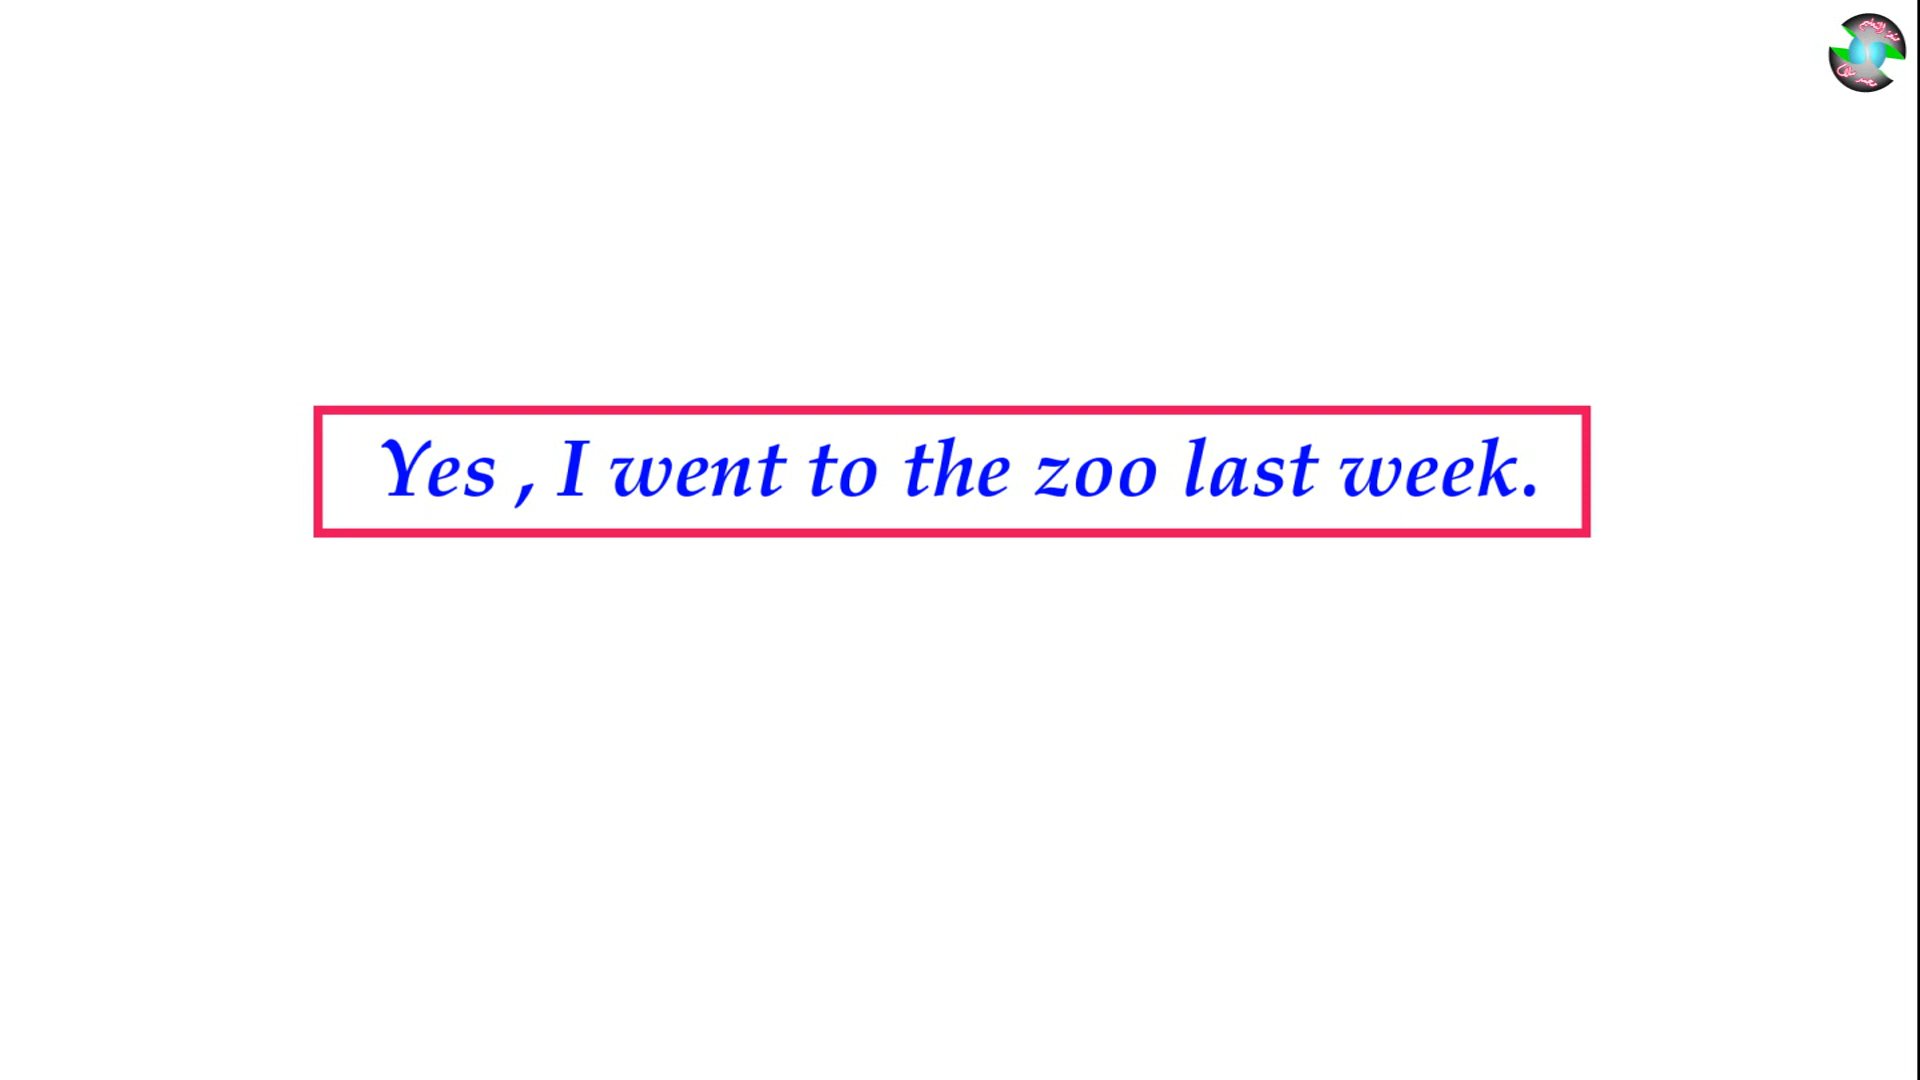 Yes , I went to the zoo last week.